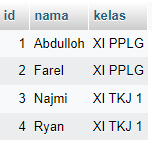 id nama kelas
1 Abdulloh XI PPLG
2 Farel XI PPLG
3 Najmi XI TKJ 1
4 Ryan XI TKJ 1